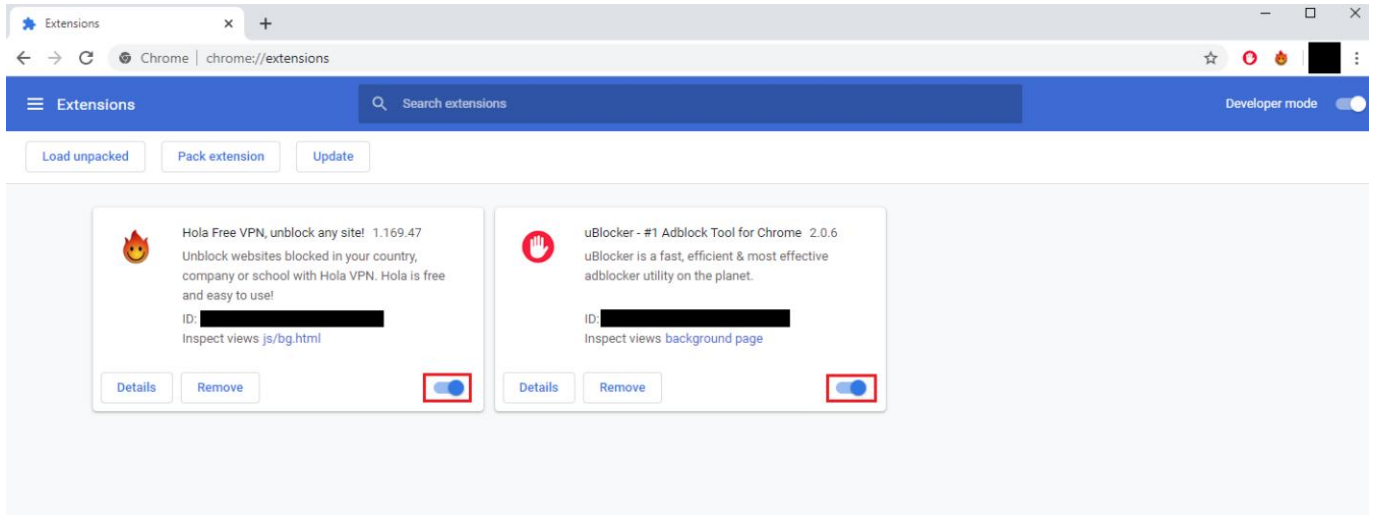 Extensions
Chrome | chrome://extensions
Extensions
Search extensions
Developer mode
Load unpacked
Pack extension
Update
Hola Free VPN, unblock any site! 1.169.47
Unblock websites blocked in your country,
company or school with Hola VPN. Hola is free
and easy to use!
ID:
Inspect views js/bg.html
Details
Remove
uBlocker - #1 Adblock Tool for Chrome 2.0.6
uBlocker is a fast, efficient & most effective
adblocker utility on the planet.
ID:
Inspect views background page
Details
Remove